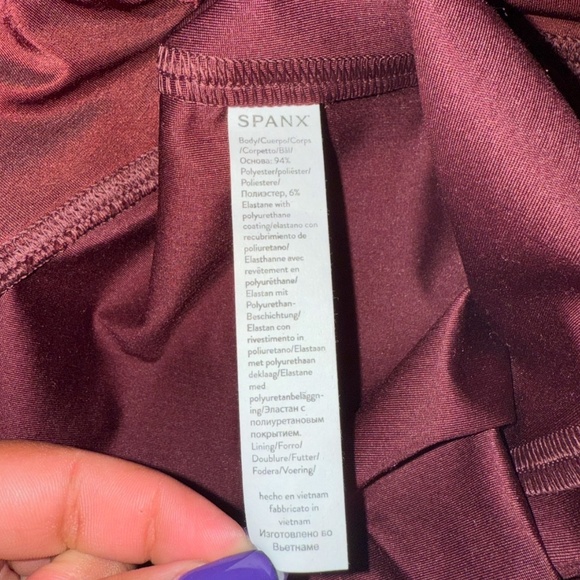 SPANX
Body/Cuerpo/Corps
/Corpetto/Bål/
Основа: 94%
Polyester/poliéster/
Poliestere/
Полиэстер, 6%
Elastane with
polyurethane
coating/elastano con
recubrimiento de
poliuretano/
Elasthanne avec
revêtement en
polyuréthana/
Elastan mit
Polyurethan-
Beschichtung/
Elastan con
rivestimento in
poliuretano/Elastaan
met polyurethaan
deklaag/Elastane
med
polyuretanbeläggn-
ing/Эластан с
полиуретановым
покрытием.
Lining/Forro/
Doublure/Futter/
Fodera/Voering/
hecho en vietnam
fabbricato in
vietnam
Изготовлено во
Вьетнаме